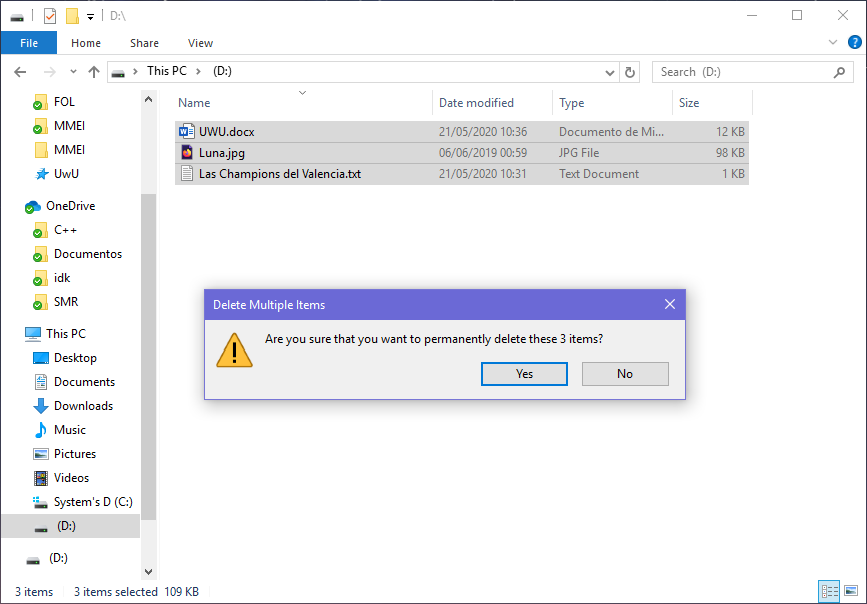 D:\
File Home Share View
This PC (D:)
Search (D:)
FOL
MMEI
MMEI
UwU
OneDrive
C++
Documentos
idk
SMR
This PC
Desktop
Documents
Downloads
Music
Pictures
Videos
System's D (C:)
(D:)
(D:)
Name Date modified Type Size
UWU.docx 21/05/2020 10:36 Documento de Mi... 12 KB
Luna.jpg 06/06/2019 00:59 JPG File 98 KB
Las Champions del Valencia.txt 21/05/2020 10:31 Text Document 1 KB
Delete Multiple Items
Are you sure that you want to permanently delete these 3 items?
Yes No
3 items 3 items selected 109 KB